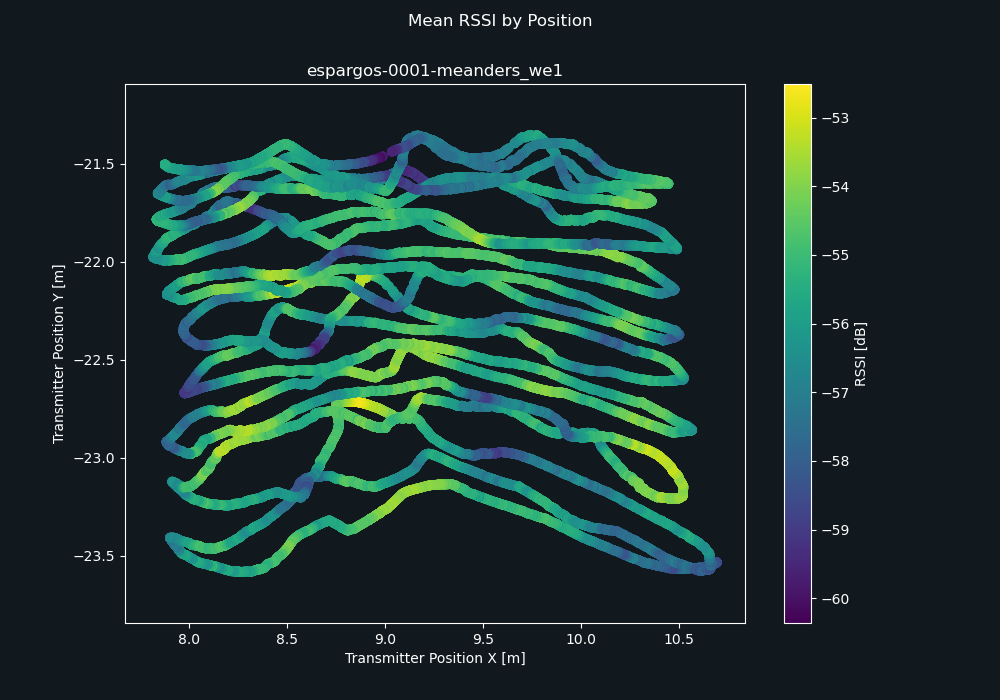 Mean RSSI by Position
espargos-0001-meanders_we1
−21.5
−22.0
−22.5
−23.0
−23.5
Transmitter Position Y [m]
8.0 8.5 9.0 9.5 10.0 10.5
Transmitter Position X [m]
−53
−54
−55
−56
−57
−58
−59
−60
RSSI [dB]